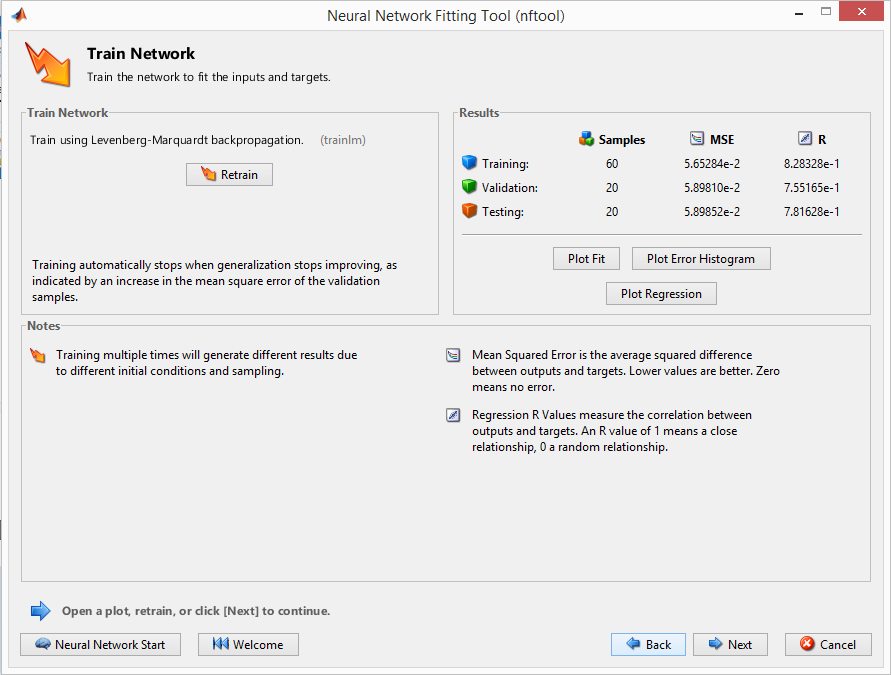 Neural Network Fitting Tool (nftool)
Train Network
Train the network to fit the inputs and targets.
Train Network
Train using Levenberg-Marquardt backpropagation. (trainlm)
Retrain
Training automatically stops when generalization stops improving, as
indicated by an increase in the mean square error of the validation
samples.
Results
Samples MSE R
Training: 60 5.65284e-2 8.28328e-1
Validation: 20 5.89810e-2 7.55165e-1
Testing: 20 5.89852e-2 7.81628e-1
Plot Fit Plot Error Histogram
Plot Regression
Notes
Training multiple times will generate different results due
to different initial conditions and sampling.
Mean Squared Error is the average squared difference
between outputs and targets. Lower values are better. Zero
means no error.
Regression R Values measure the correlation between
outputs and targets. An R value of 1 means a close
relationship, 0 a random relationship.
Open a plot, retrain, or click [Next] to continue.
Neural Network Start Welcome Back Next Cancel